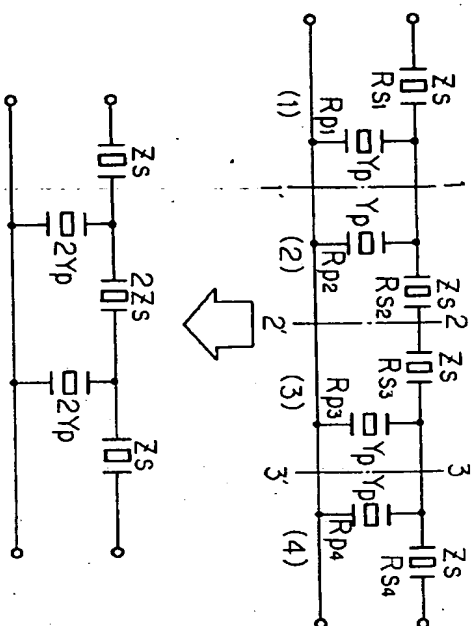 Zs Zs Zs Zs
1 2 3
Rs1 Rs2 Rs3 Rs4
Yp Yp Yp Yp
Rp1 Rp2 Rp3 Rp4
(1) (2) (3) (4)
1' 2' 3'
Zs 2Zs Zs
2Yp 2Yp